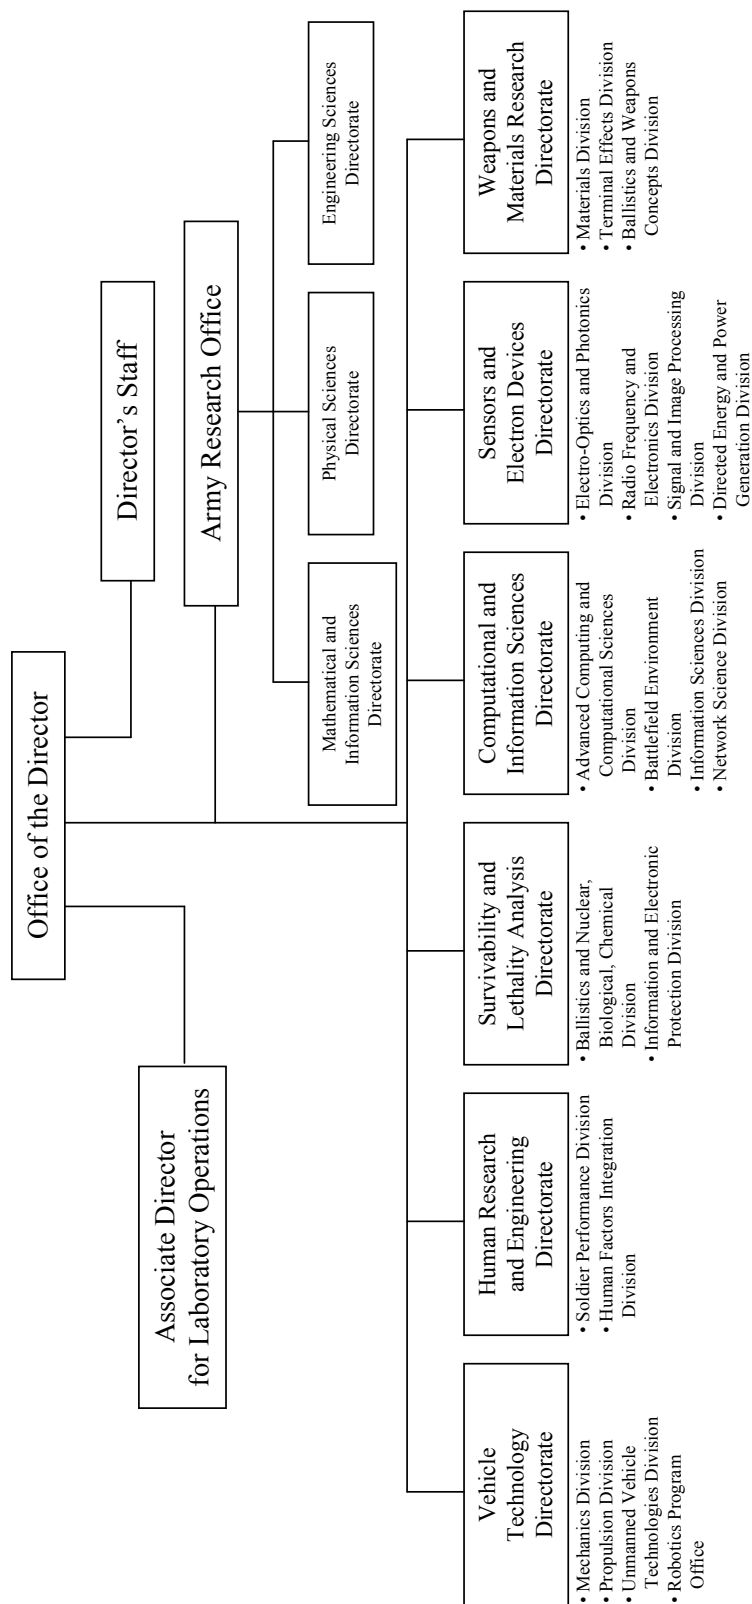 Office of the Director
Director's Staff
Associate Director
for Laboratory Operations
Army Research Office
Mathematical and
Information Sciences
Directorate
Physical Sciences
Directorate
Engineering Sciences
Directorate
Vehicle
Technology
Directorate
• Mechanics Division
• Propulsion Division
• Unmanned Vehicle
Technologies Division
• Robotics Program
Office
Human Research
and Engineering
Directorate
• Soldier Performance Division
• Human Factors Integration
Division
Survivability and
Lethality Analysis
Directorate
• Ballistics and Nuclear,
Biological, Chemical
Division
• Information and Electronic
Protection Division
Computational and
Information Sciences
Directorate
• Advanced Computing and
Computational Sciences
Division
• Battlefield Environment
Division
• Information Sciences Division
• Network Science Division
Sensors and
Electron Devices
Directorate
• Electro-Optics and Photonics
Division
• Radio Frequency and
Electronics Division
• Signal and Image Processing
Division
• Directed Energy and Power
Generation Division
Weapons and
Materials Research
Directorate
• Materials Division
• Terminal Effects Division
• Ballistics and Weapons
Concepts Division